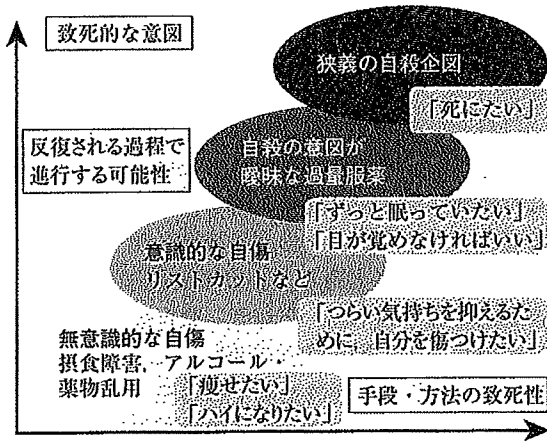 致死的な意図
狭義の自殺企図
「死にたい」
反復される過程で
進行する可能性
自殺の意図が
曖昧な過量服薬
「ずっと眠っていたい」
「目が覚めなければいい」
意識的な自傷
リストカットなど
「つらい気持ちを抑えるた
めに，自分を傷つけたい」
無意識的な自傷
摂食障害，アルコール・
薬物乱用
「痩せたい」
「ハイになりたい」
手段・方法の致死性